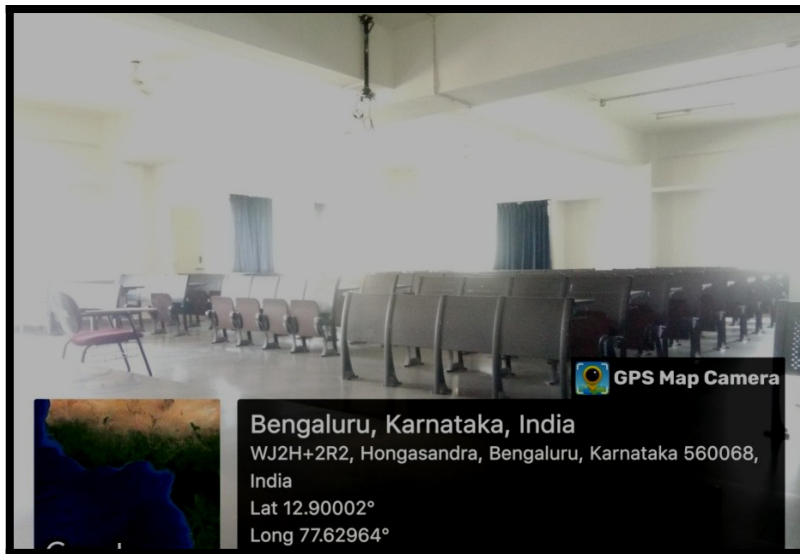 GPS Map Camera
Bengaluru, Karnataka, India
WJ2H+2R2, Hongasandra, Bengaluru, Karnataka 560068,
India
Lat 12.90002°
Long 77.62964°